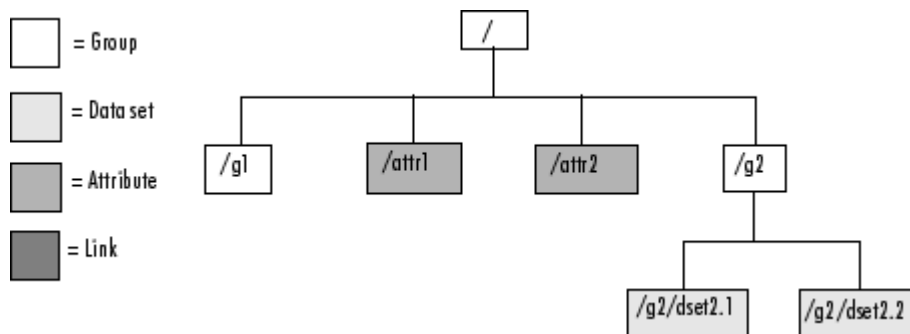 = Group
= Data set
= Attribute
= Link
/
/g1
/attr1
/attr2
/g2
/g2/dset2.1
/g2/dset2.2